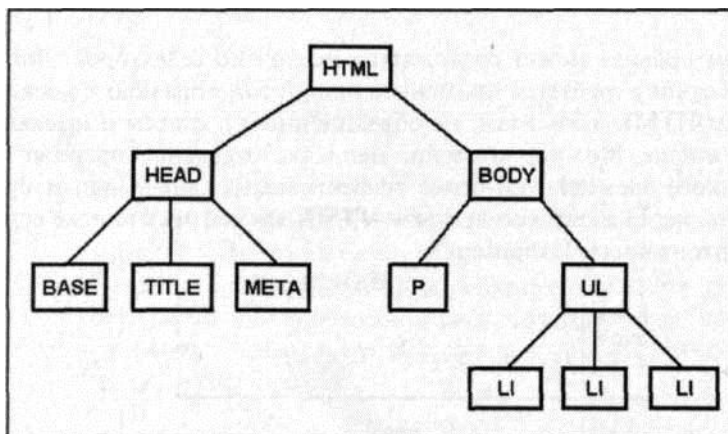 HTML
HEAD BODY
BASE TITLE META P UL
LI LI LI